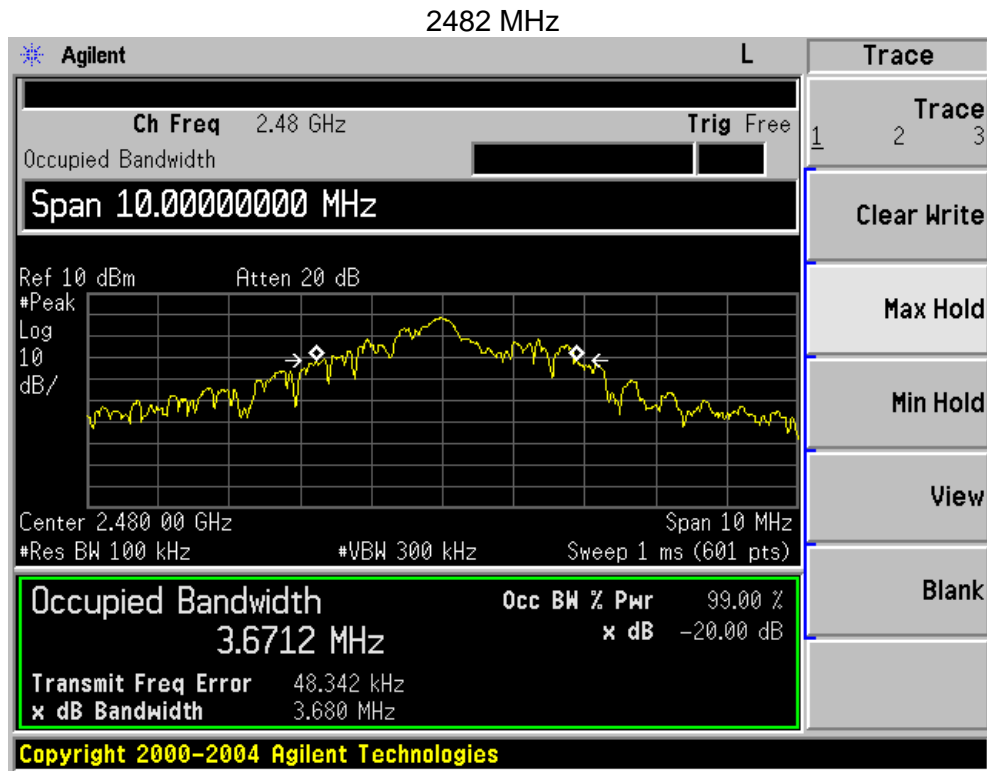 2482 MHz
Agilent L Trace
Ch Freq 2.48 GHz Trig Free
Occupied Bandwidth
Trace
1 2 3
Span 10.00000000 MHz
Clear Write
Ref 10 dBm Atten 20 dB
#Peak
Log
10
dB/
Max Hold
Min Hold
View
Center 2.480 00 GHz Span 10 MHz
#Res BW 100 kHz #VBW 300 kHz Sweep 1 ms (601 pts)
Blank
Occupied Bandwidth Occ BW % Pwr 99.00 %
3.6712 MHz x dB -20.00 dB
Transmit Freq Error 48.342 kHz
x dB Bandwidth 3.680 MHz
Copyright 2000-2004 Agilent Technologies